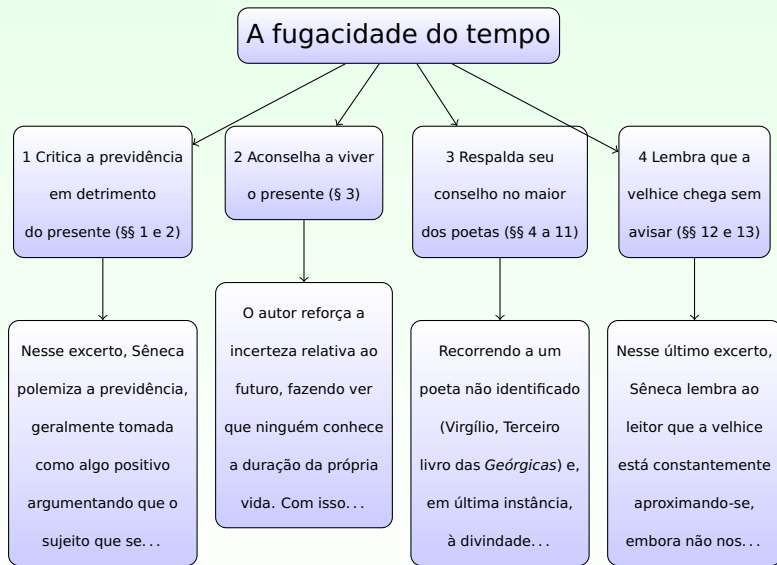 A fugacidade do tempo
1 Critica a previdência
em detrimento
do presente (§§ 1 e 2)
2 Aconselha a viver
o presente (§ 3)
3 Respalda seu
conselho no maior
dos poetas (§§ 4 a 11)
4 Lembra que a
velhice chega sem
avisar (§§ 12 e 13)
Nesse excerto, Sêneca
polemiza a previdência,
geralmente tomada
como algo positivo
argumentando que o
sujeito que se...
O autor reforça a
incerteza relativa ao
futuro, fazendo ver
que ninguém conhece
a duração da própria
vida. Com isso...
Recorrendo a um
poeta não identificado
(Virgílio, Terceiro
livro das Geórgicas) e,
em última instância,
à divindade...
Nesse último excerto,
Sêneca lembra ao
leitor que a velhice
está constantemente
aproximando-se,
embora não nos...